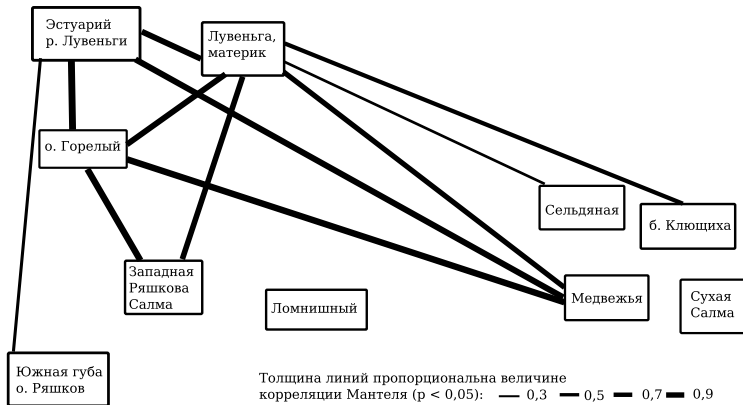 Эстуарий
р. Лувеньги
Лувеньга,
материк
о. Горелый
Сельдяная
б. Клющиха
Западная
Ряшкова
Салма
Ломнишный
Медвежья
Сухая
Салма
Южная губа
о. Ряшков
Толщина линий пропорциональна величине
корреляции Мантеля (p < 0,05): 0,3 0,5 0,7 0,9